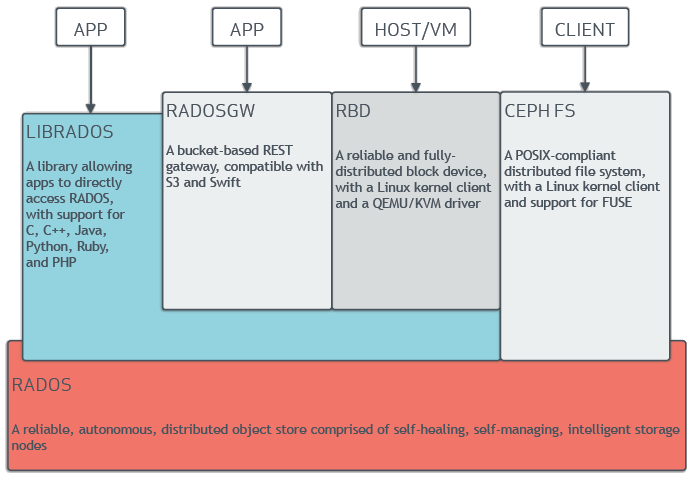 APP
APP
HOST/VM
CLIENT
LIBRADOS
A library allowing
apps to directly
access RADOS,
with support for
C, C++, Java,
Python, Ruby,
and PHP
RADOSGW
A bucket-based REST
gateway, compatible with
S3 and Swift
RBD
A reliable and fully-
distributed block device,
with a Linux kernel client
and a QEMU/KVM driver
CEPH FS
A POSIX-compliant
distributed file system,
with a Linux kernel client
and support for FUSE
RADOS
A reliable, autonomous, distributed object store comprised of self-healing, self-managing, intelligent storage
nodes